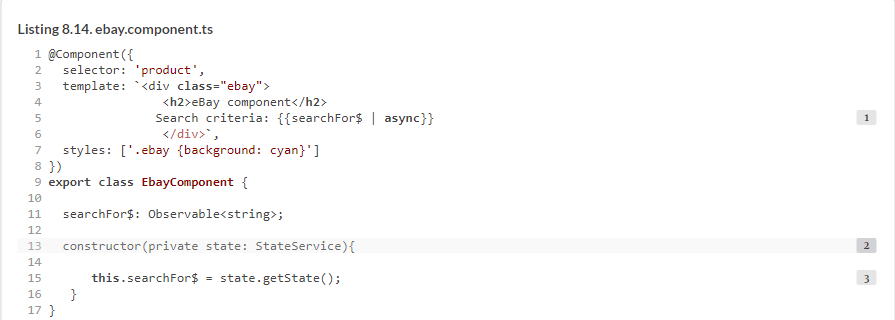 Listing 8.14. ebay.component.ts
1 @Component({
2   selector: 'product',
3   template: `<div class="ebay">
4                 <h2>eBay component</h2>
5                Search criteria: {{searchFor$ | async}} 1
6                 </div>`,
7   styles: ['.ebay {background: cyan}']
8 })
9 export class EbayComponent {
10
11   searchFor$: Observable<string>;
12
13   constructor(private state: StateService){ 2
14
15       this.searchFor$ = state.getState(); 3
16    }
17 }